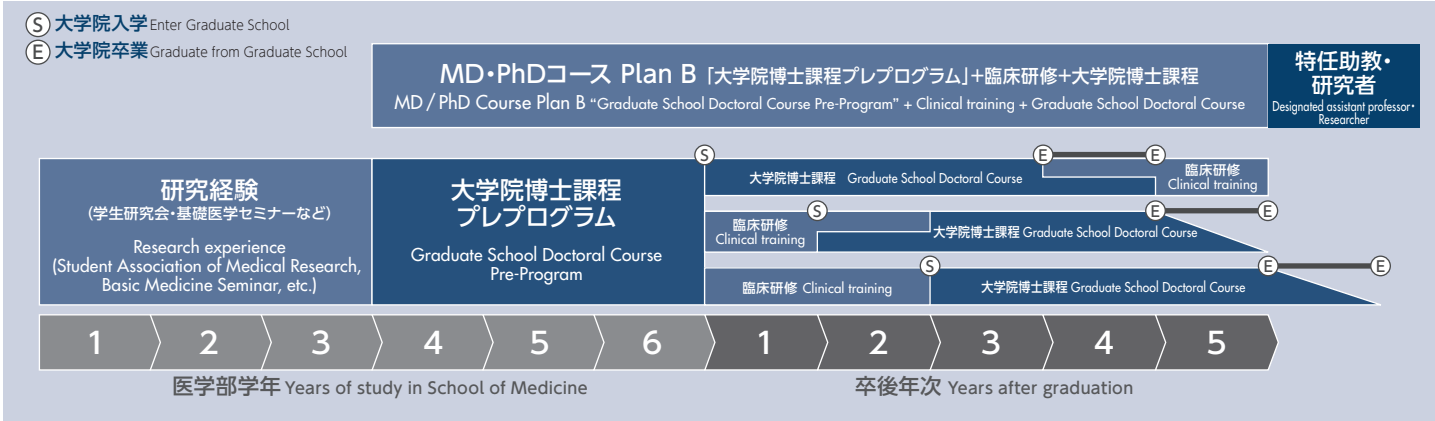 Ⓢ 大学院入学 Enter Graduate School
Ⓔ 大学院卒業 Graduate from Graduate School
MD・PhDコース Plan B 「大学院博士課程プレプログラム」+臨床研修+大学院博士課程
MD / PhD Course Plan B “Graduate School Doctoral Course Pre-Program” + Clinical training + Graduate School Doctoral Course
特任助教・
研究者
Designated assistant professor・
Researcher
研究経験
（学生研究会・基礎医学セミナーなど）
Research experience
(Student Association of Medical Research,
Basic Medicine Seminar, etc.)
大学院博士課程
プレプログラム
Graduate School Doctoral Course
Pre-Program
Ⓢ Ⓔ Ⓔ
大学院博士課程 Graduate School Doctoral Course
臨床研修
Clinical training
Ⓢ Ⓔ Ⓔ
臨床研修
Clinical training
大学院博士課程 Graduate School Doctoral Course
Ⓢ Ⓔ Ⓔ
臨床研修 Clinical training
大学院博士課程 Graduate School Doctoral Course
1 2 3 4 5 6 1 2 3 4 5
医学部学年 Years of study in School of Medicine
卒後年次 Years after graduation